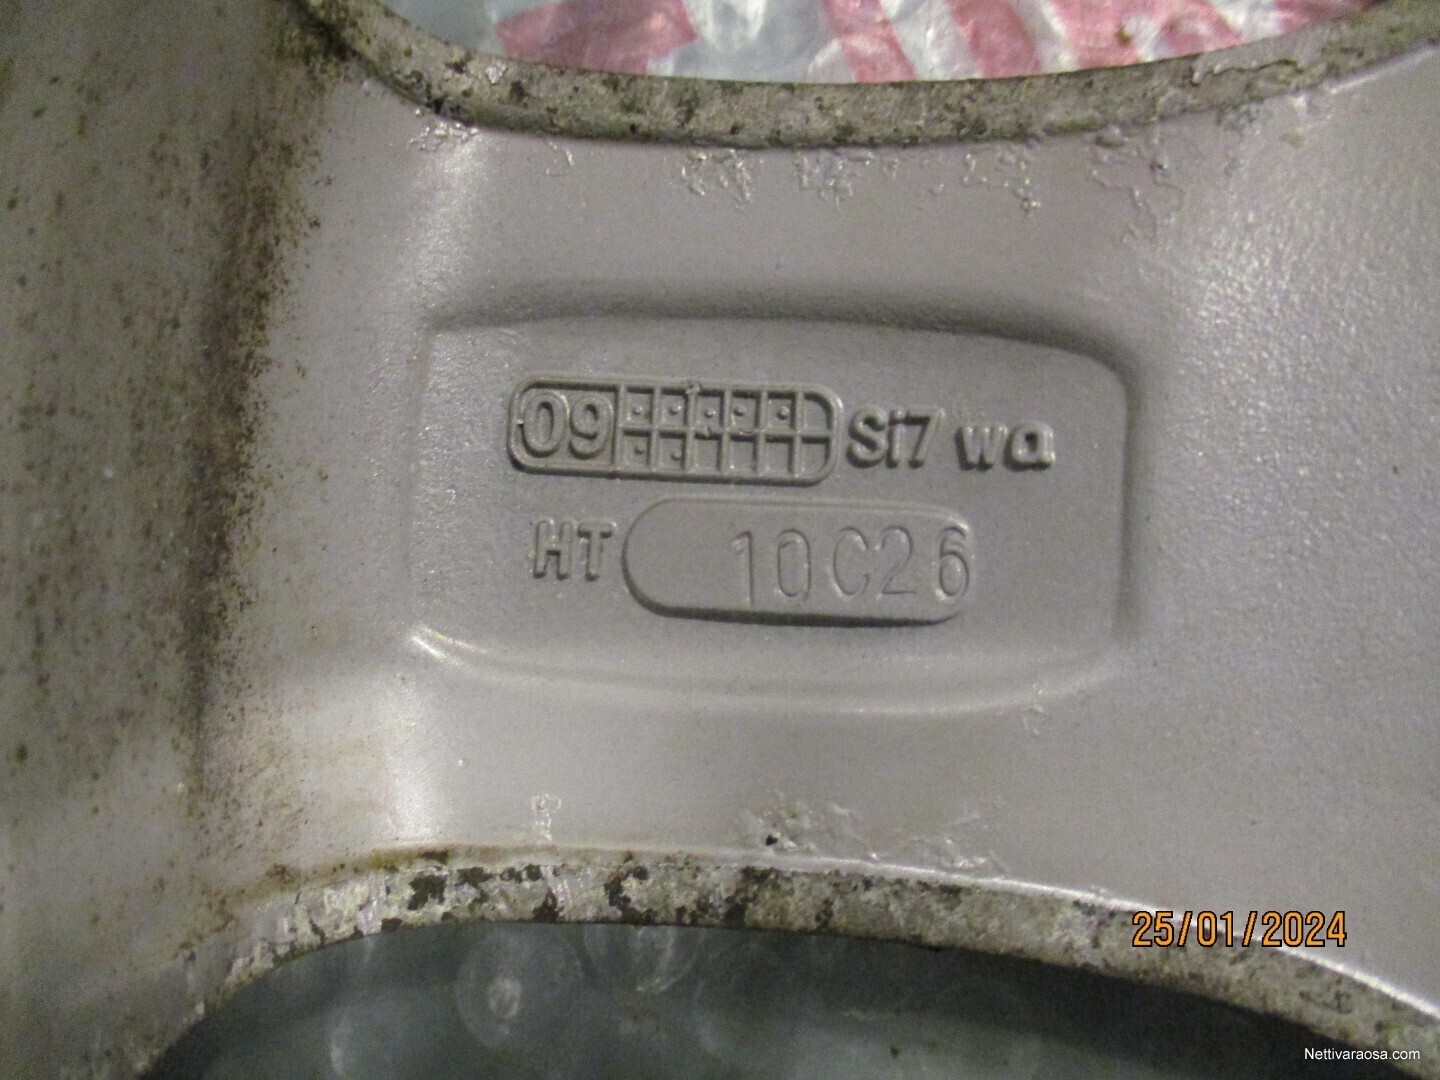 09 Si7 wa
HT 10C26
25/01/2024
Nettivaraosa.com